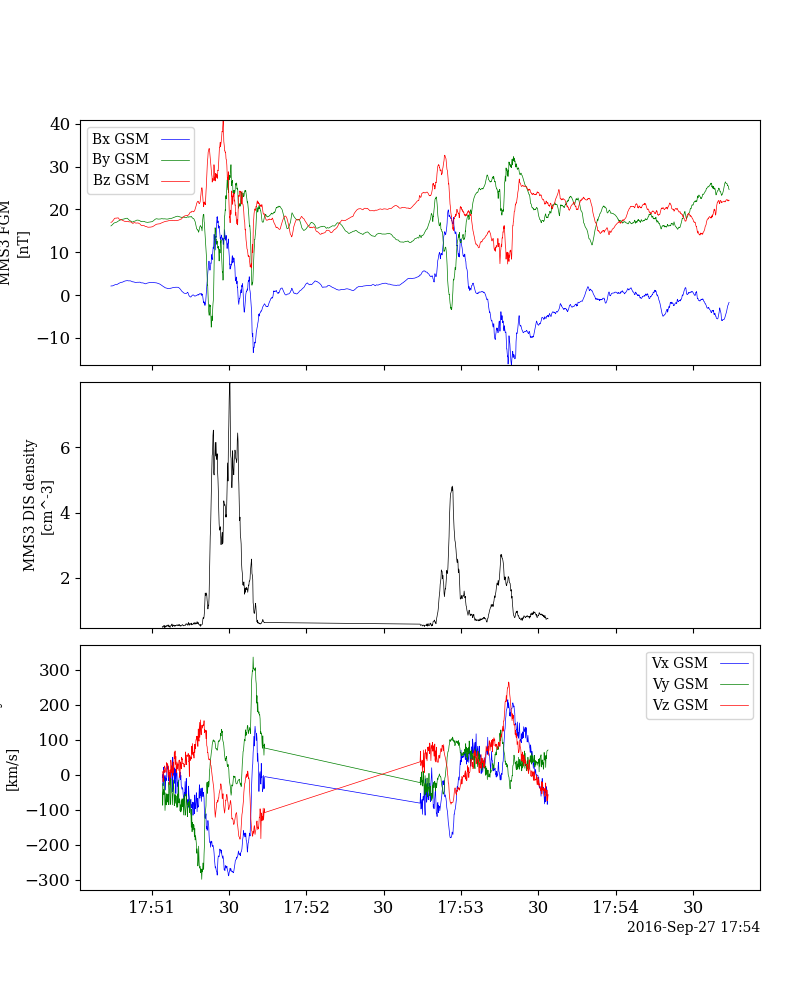 40
30
20
10
0
−10
MMS3 FGM
[nT]
Bx GSM
By GSM
Bz GSM
6
4
2
MMS3 DIS density
[cm^-3]
300
200
100
0
−100
−200
−300
[km/s]
Vx GSM
Vy GSM
Vz GSM
17:51 30 17:52 30 17:53 30 17:54 30
2016-Sep-27 17:54